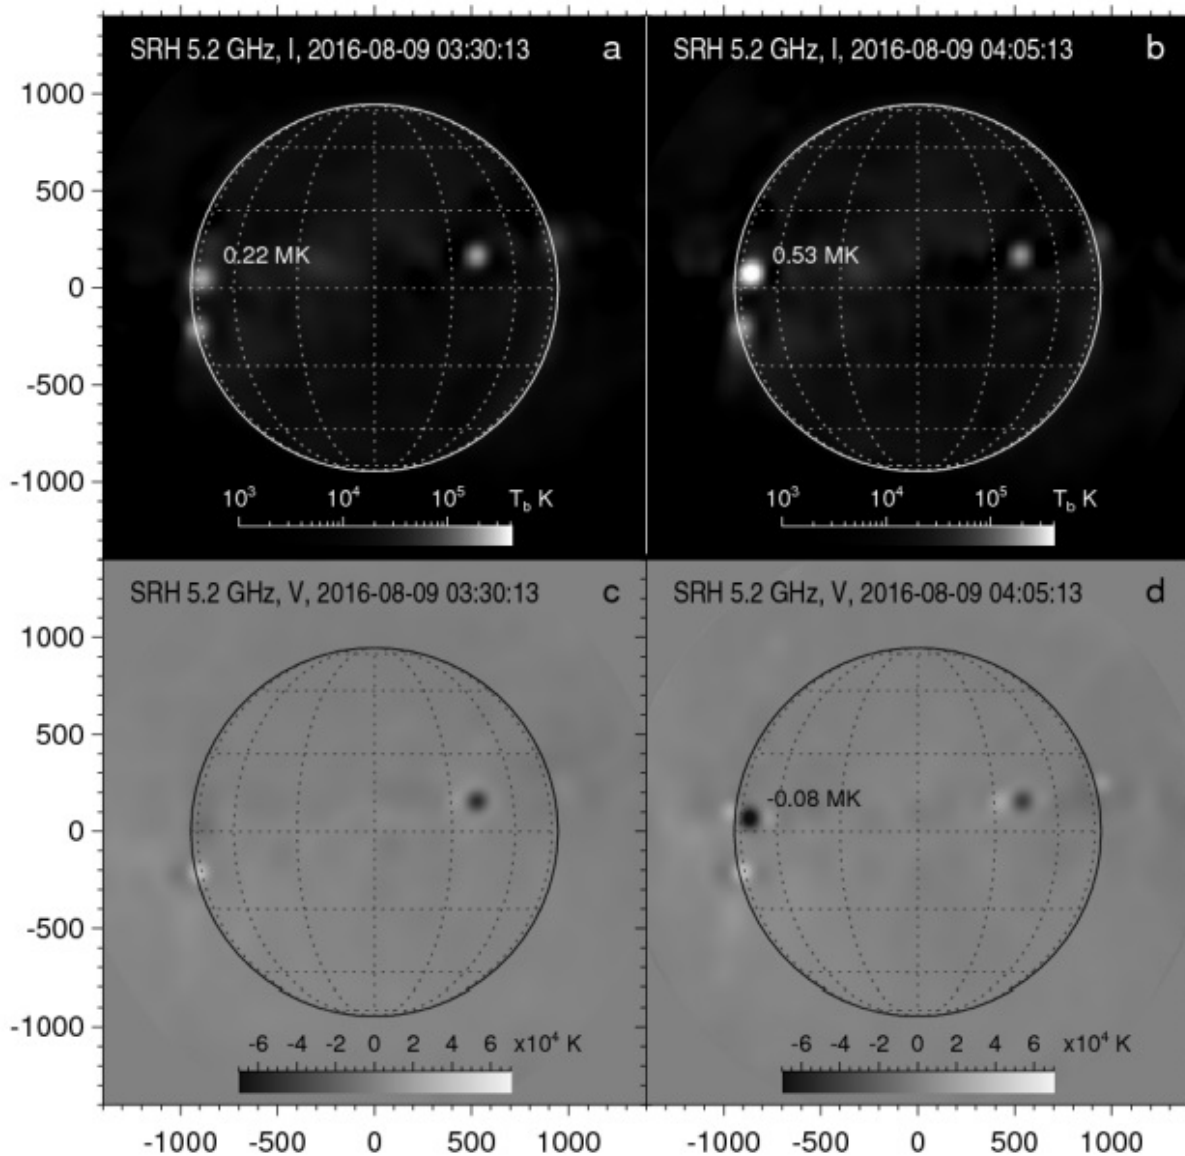 SRH 5.2 GHz, I, 2016-08-09 03:30:13 a
SRH 5.2 GHz, I, 2016-08-09 04:05:13 b
1000
500
0
-500
-1000
0.22 MK
0.53 MK
10³ 10⁴ 10⁵ T_b K
10³ 10⁴ 10⁵ T_b K
SRH 5.2 GHz, V, 2016-08-09 03:30:13 c
SRH 5.2 GHz, V, 2016-08-09 04:05:13 d
1000
500
0
-500
-1000
-0.08 MK
-6 -4 -2 0 2 4 6 x10⁴ K
-6 -4 -2 0 2 4 6 x10⁴ K
-1000 -500 0 500 1000
-1000 -500 0 500 1000